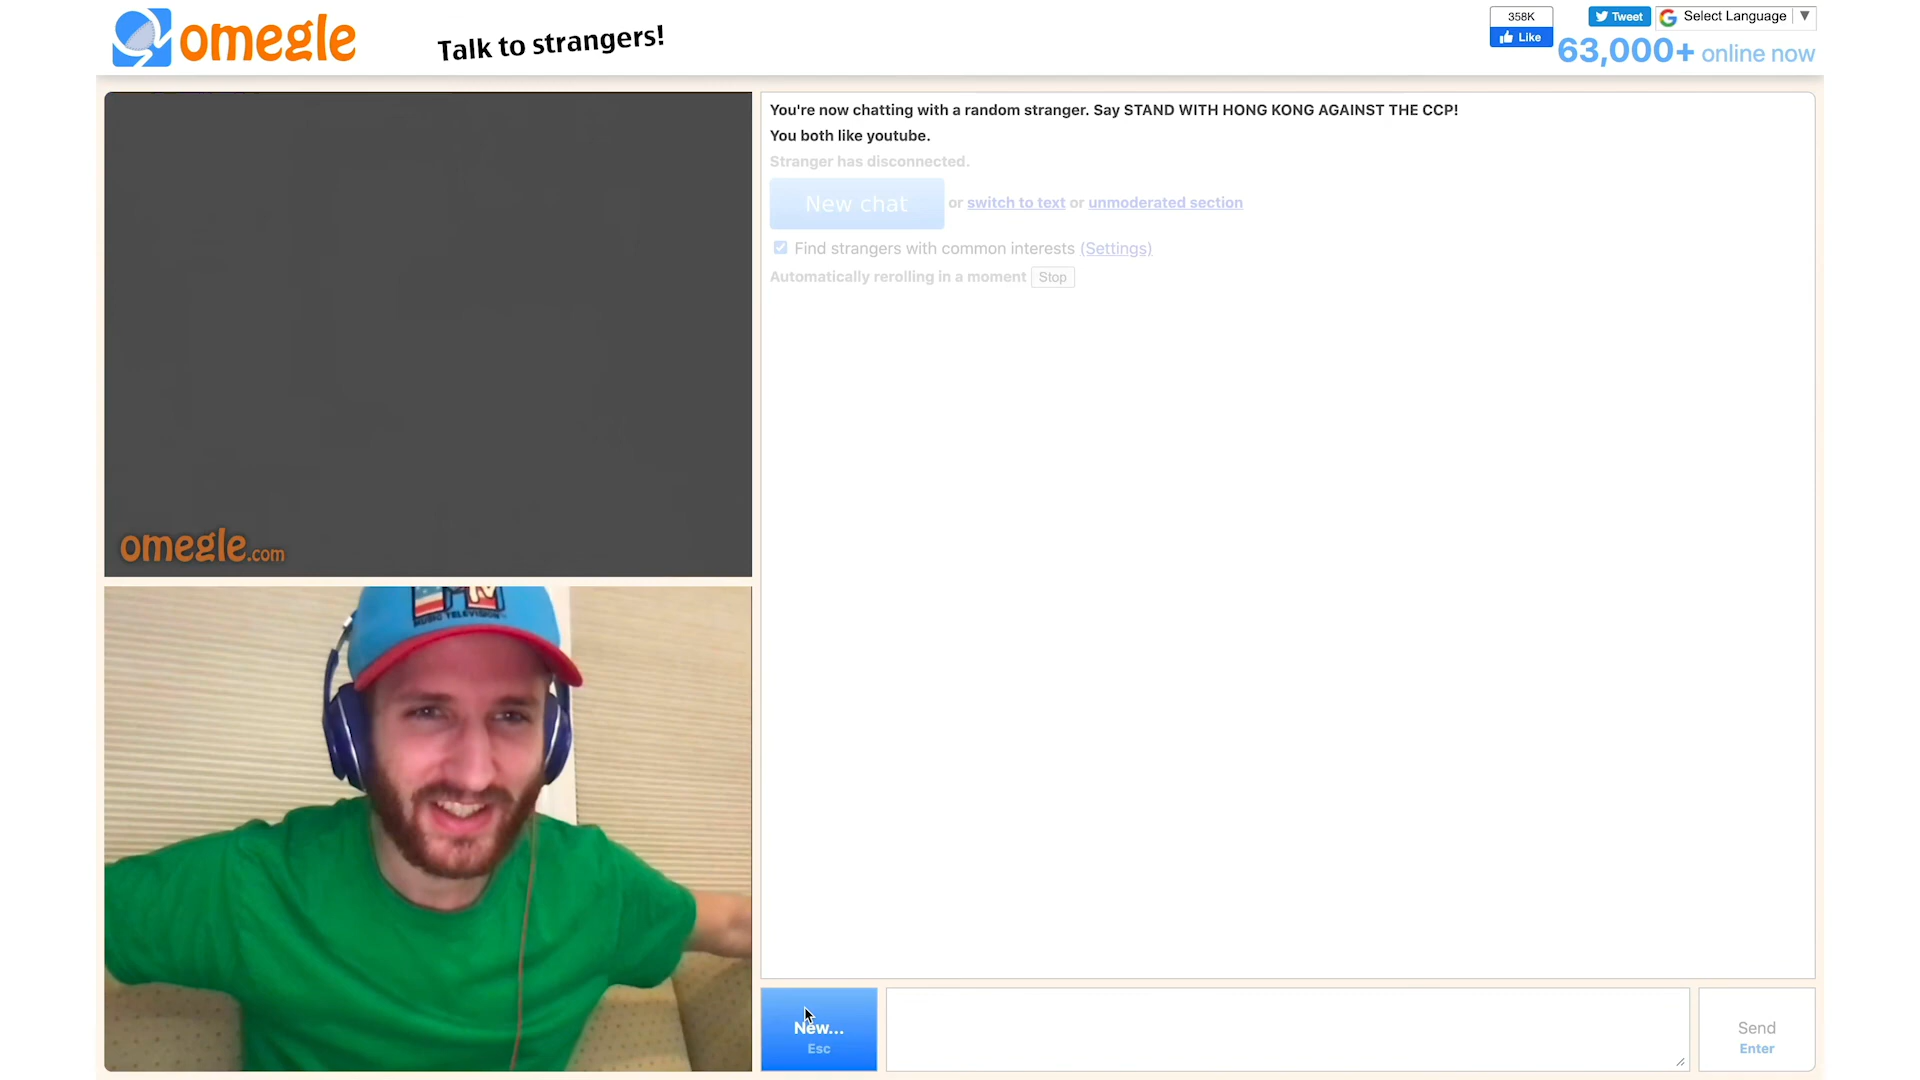 omegle
Talk to strangers!
358K
Like
Tweet
Select Language ▼
63,000+ online now
You're now chatting with a random stranger. Say STAND WITH HONG KONG AGAINST THE CCP!
You both like youtube.
Stranger has disconnected.
New chat or switch to text or unmoderated section
Find strangers with common interests (Settings)
Automatically rerolling in a moment Stop
omegle.com
MUSIC TELEVISION
New...
Esc
Send
Enter